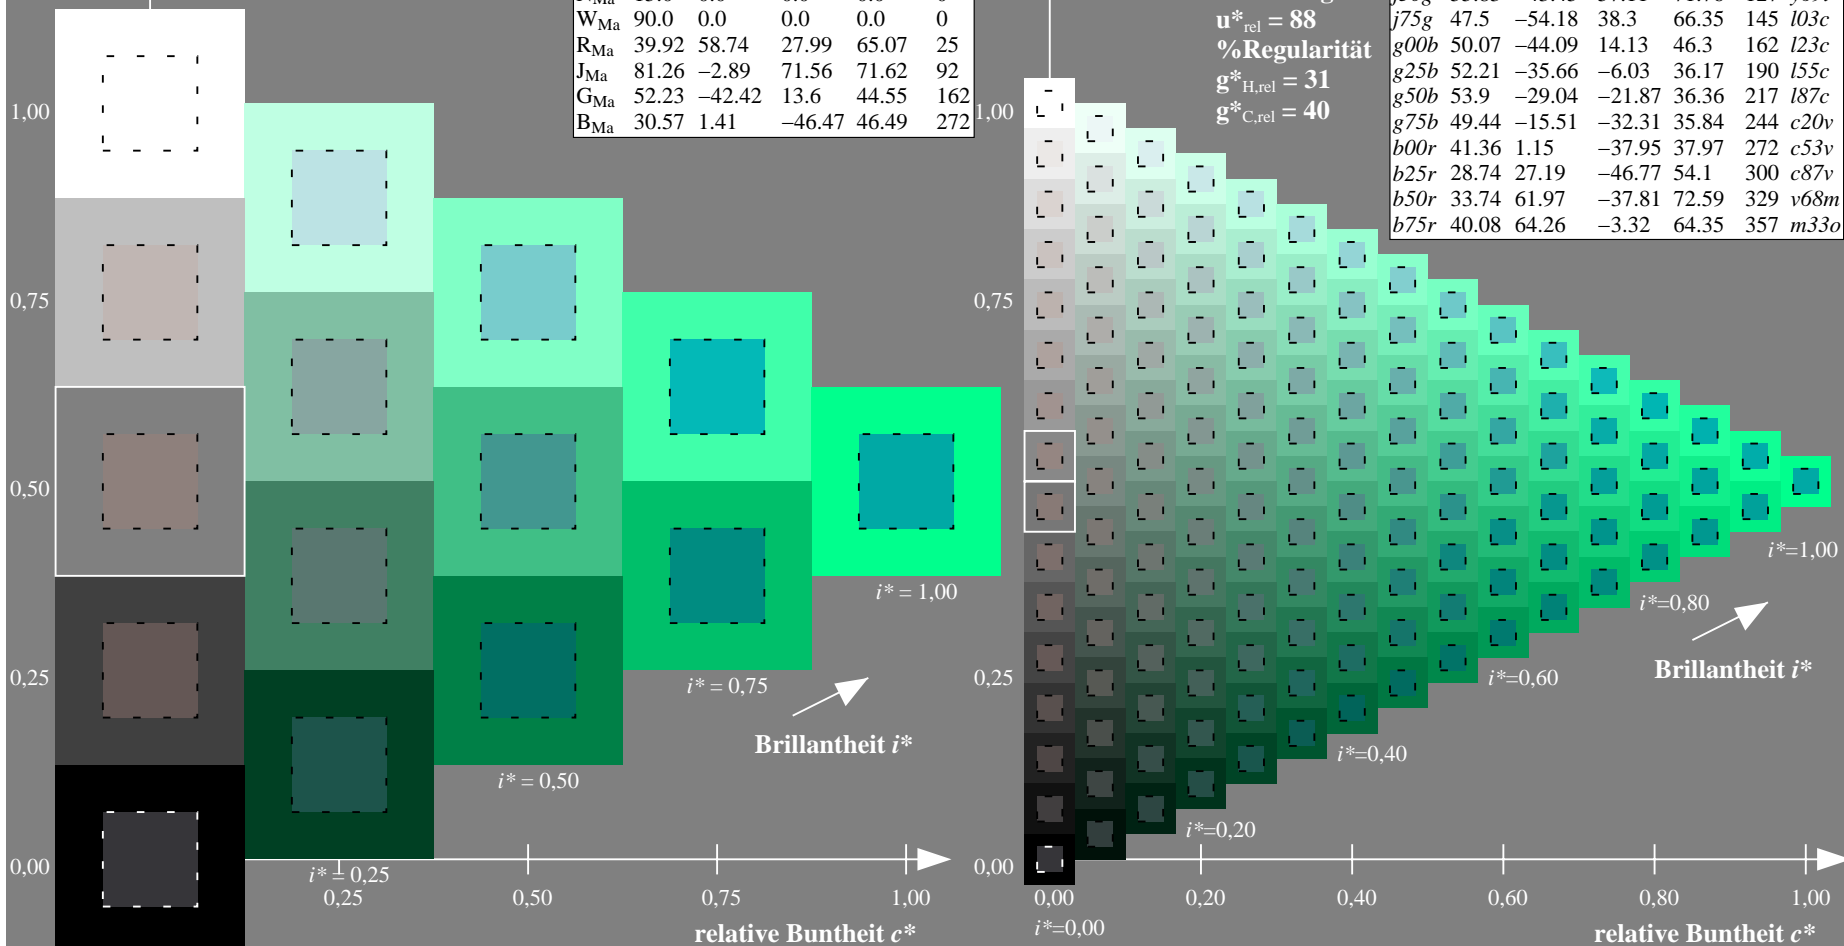 W_Ma 90.0 0.0 0.0 0.0 0
R_Ma 39.92 58.74 27.99 65.07 25
J_Ma 81.26 −2.89 71.56 71.62 92
G_Ma 52.23 −42.42 13.6 44.55 162
B_Ma 30.57 1.41 −46.47 46.49 272
u*rel = 88
%Regularität
g*H,rel = 31
g*C,rel = 40
j75g 47.5 −54.18 38.3 66.35 145 l03c
g00b 50.07 −44.09 14.13 46.3 162 l23c
g25b 52.21 −35.66 −6.03 36.17 190 l55c
g50b 53.9 −29.04 −21.87 36.36 217 l87c
g75b 49.44 −15.51 −32.31 35.84 244 c20v
b00r 41.36 1.15 −37.95 37.97 272 c53v
b25r 28.74 27.19 −46.77 54.1 300 c87v
b50r 33.74 61.97 −37.81 72.59 329 v68m
b75r 40.08 64.26 −3.32 64.35 357 m33o
1,00
0,75
0,50
0,25
0,00
i* = 1,00
i* = 0,75
Brillantheit i*
i* = 0,50
i* = 0,25
0,25 0,50 0,75 1,00
relative Buntheit c*
1,00
0,75
0,50
0,25
0,00
i*=1,00
i*=0,80
Brillantheit i*
i*=0,60
i*=0,40
i*=0,20
0,00 0,20 0,40 0,60 0,80 1,00
i*=0,00
relative Buntheit c*